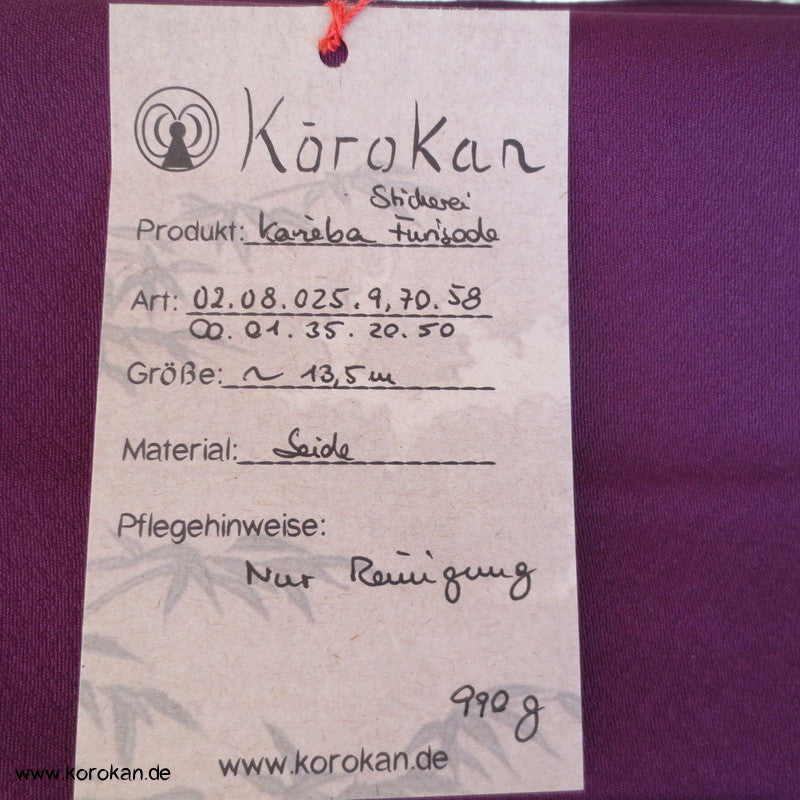 Kōrokan
Stickerei
Produkt: Karieba Furisode
Art: 02.08.025.9,70.58
00.01.35.20.50
Größe: ~ 13,5 m
Material: Seide
Pflegehinweise:
Nur Reinigung
990 g
www.korokan.de
www.korokan.de